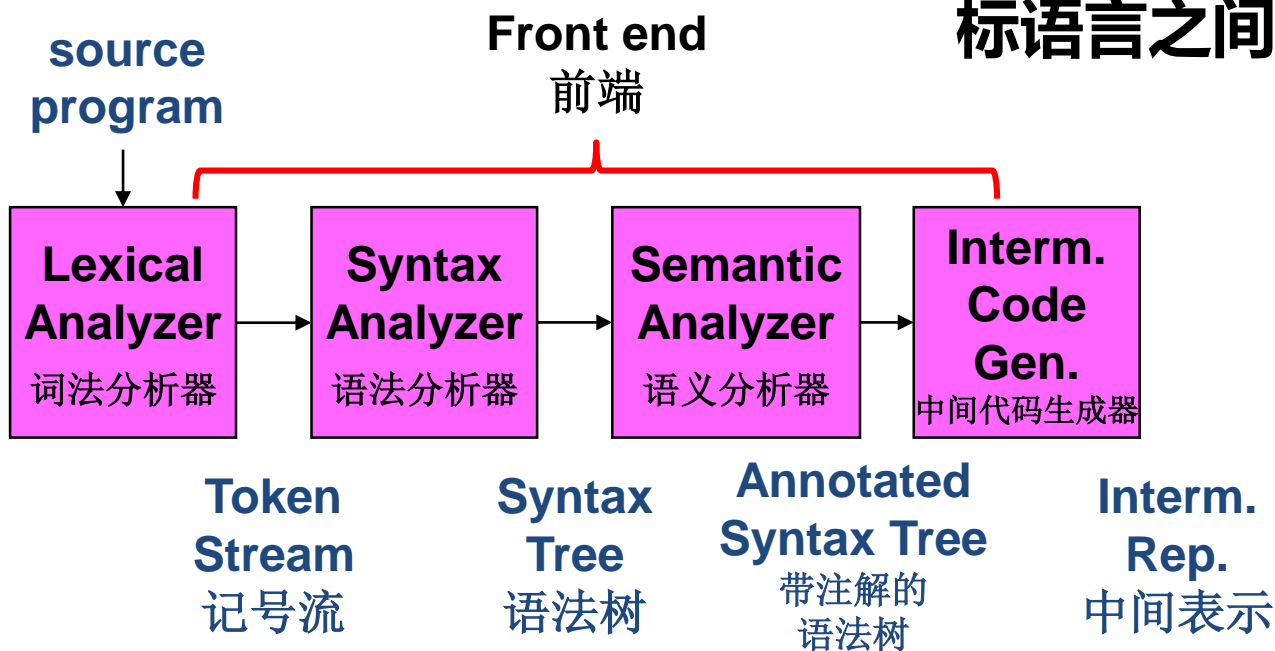 标语言之间
source
program
Front end
前端
Lexical
Analyzer
词法分析器
Syntax
Analyzer
语法分析器
Semantic
Analyzer
语义分析器
Interm.
Code
Gen.
中间代码生成器
Token
Stream
记号流
Syntax
Tree
语法树
Annotated
Syntax Tree
带注解的
语法树
Interm.
Rep.
中间表示